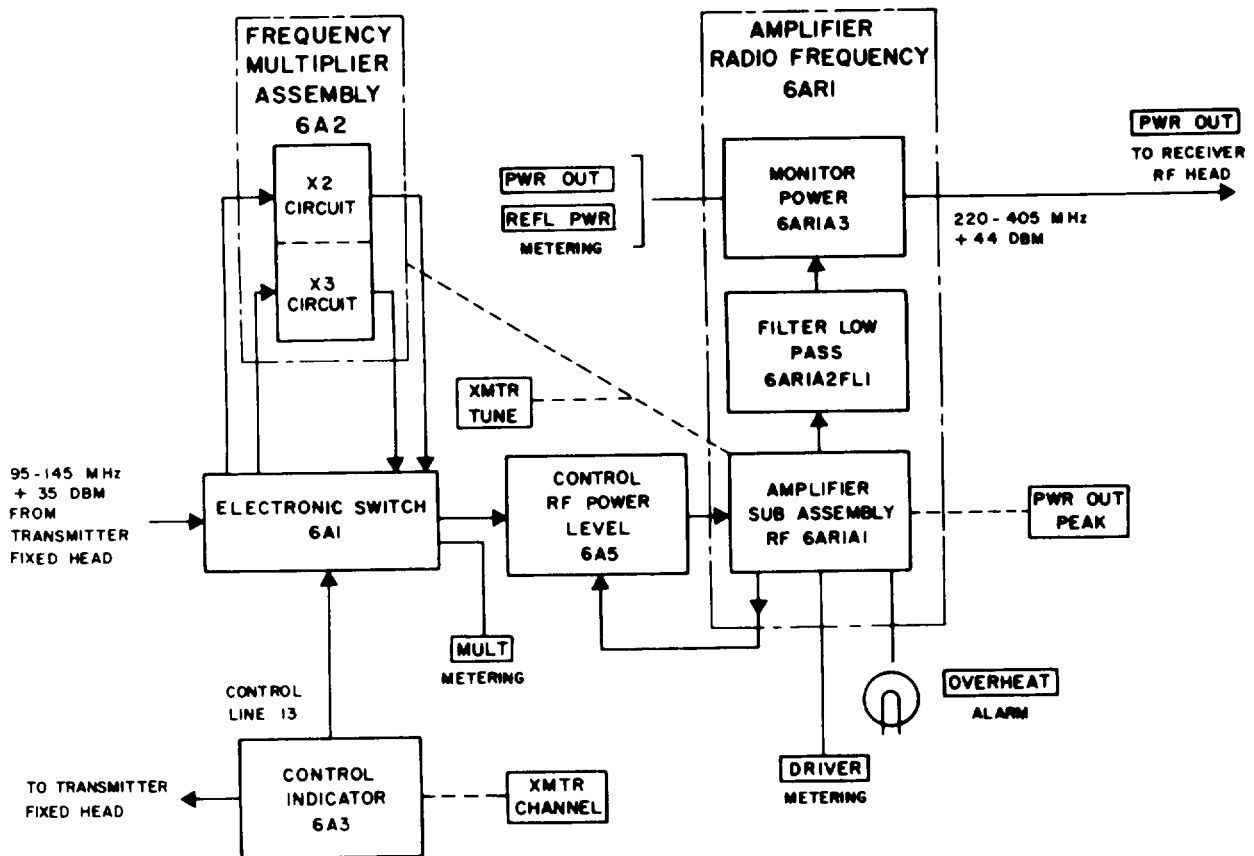 FREQUENCY
MULTIPLIER
ASSEMBLY
6A2
X2
CIRCUIT
X3
CIRCUIT
AMPLIFIER
RADIO FREQUENCY
6AR1
PWR OUT
TO RECEIVER
RF HEAD
PWR OUT
REFL PWR
METERING
MONITOR
POWER
6AR1A3
220-405 MHz
+44 DBM
FILTER LOW
PASS
6AR1A2FL1
XMTR
TUNE
95-145 MHz
+ 35 DBM
FROM
TRANSMITTER
FIXED HEAD
ELECTRONIC SWITCH
6A1
CONTROL
RF POWER
LEVEL
6A5
AMPLIFIER
SUB ASSEMBLY
RF 6AR1A1
PWR OUT
PEAK
MULT
METERING
OVERHEAT
ALARM
CONTROL
LINE 13
DRIVER
METERING
TO TRANSMITTER
FIXED HEAD
CONTROL
INDICATOR
6A3
XMTR
CHANNEL